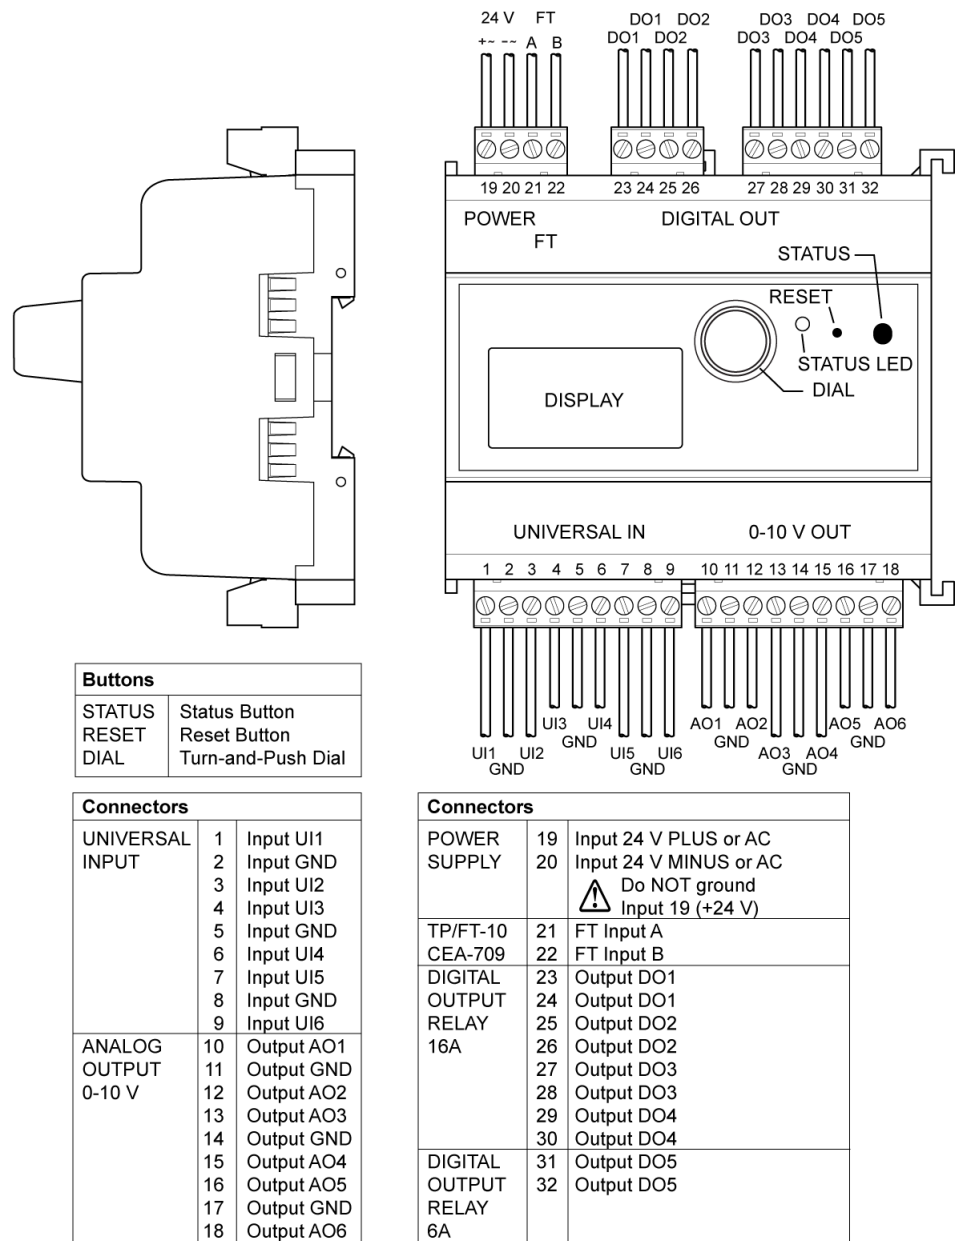 24 V FT
+~ -~ A B
DO1 DO2
DO1 DO2
DO3 DO4 DO5
DO3 DO4 DO5
19 20 21 22 23 24 25 26 27 28 29 30 31 32
POWER DIGITAL OUT
FT
STATUS
RESET
STATUS LED
DIAL
DISPLAY
UNIVERSAL IN 0-10 V OUT
1 2 3 4 5 6 7 8 9 10 11 12 13 14 15 16 17 18
UI3 UI4 AO1 AO2 AO5 AO6
GND GND GND
UI1 UI2 UI5 UI6 AO3 AO4
GND GND GND
Buttons
STATUS Status Button
RESET Reset Button
DIAL Turn-and-Push Dial
Connectors
UNIVERSAL 1 Input UI1
INPUT 2 Input GND
3 Input UI2
4 Input UI3
5 Input GND
6 Input UI4
7 Input UI5
8 Input GND
9 Input UI6
ANALOG 10 Output AO1
OUTPUT 11 Output GND
0-10 V 12 Output AO2
13 Output AO3
14 Output GND
15 Output AO4
16 Output AO5
17 Output GND
18 Output AO6
Connectors
POWER 19 Input 24 V PLUS or AC
SUPPLY 20 Input 24 V MINUS or AC
Do NOT ground
Input 19 (+24 V)
TP/FT-10 21 FT Input A
CEA-709 22 FT Input B
DIGITAL 23 Output DO1
OUTPUT 24 Output DO1
RELAY 25 Output DO2
16A 26 Output DO2
27 Output DO3
28 Output DO3
29 Output DO4
30 Output DO4
DIGITAL 31 Output DO5
OUTPUT 32 Output DO5
RELAY
6A